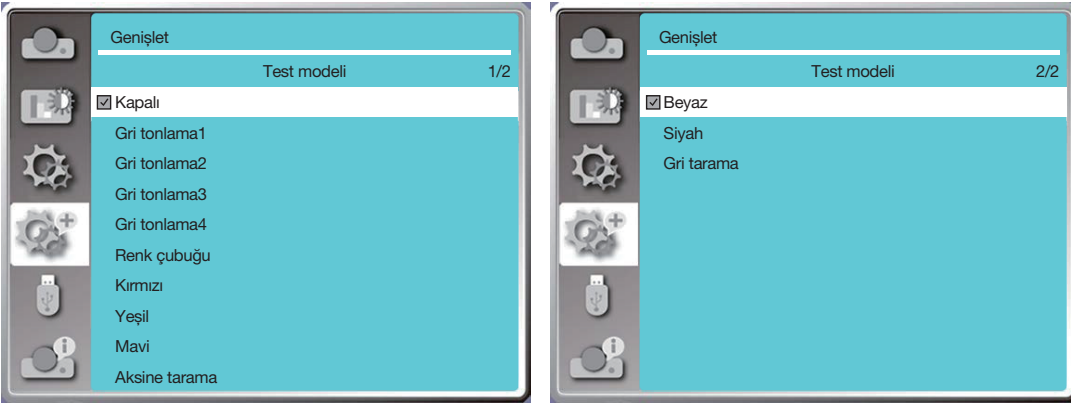 Genişlet
Test modeli 1/2
Kapalı
Gri tonlama1
Gri tonlama2
Gri tonlama3
Gri tonlama4
Renk çubuğu
Kırmızı
Yeşil
Mavi
Aksine tarama
Genişlet
Test modeli 2/2
Beyaz
Siyah
Gri tarama